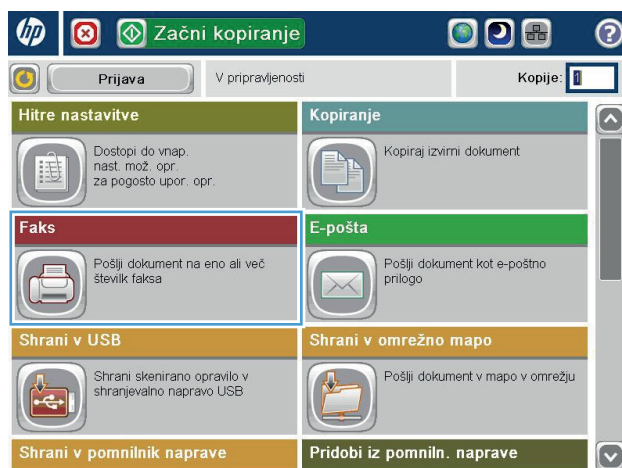 hp
Začni kopiranje
?
Prijava
V pripravljenosti
Kopije: 1
Hitre nastavitve
Dostopi do vnap.
nast. mož. opr.
za pogosto upor. opr.
Kopiranje
Kopiraj izvirni dokument
Faks
Pošlji dokument na eno ali več
številk faksa
E-pošta
Pošlji dokument kot e-poštno
prilogo
Shrani v USB
Shrani skenirano opravilo v
shranjevalno napravo USB
Shrani v omrežno mapo
Pošlji dokument v mapo v omrežju
Shrani v pomnilnik naprave
Pridobi iz pomniln. naprave